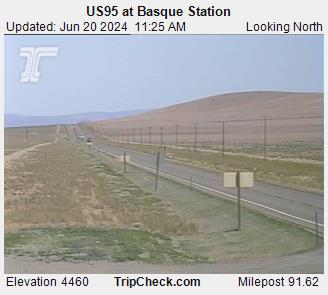 US95 at Basque Station
Updated: Jun 20 2024 11:25 AM Looking North
Elevation 4460 TripCheck.com Milepost 91.62